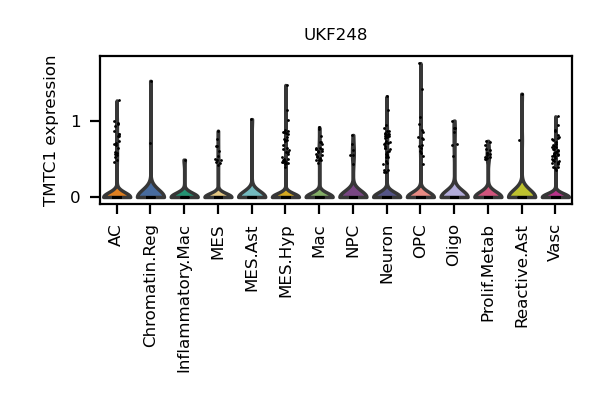 UKF248
TMTC1 expression
1
0
AC
Chromatin.Reg
Inflammatory.Mac
MES
MES.Ast
MES.Hyp
Mac
NPC
Neuron
OPC
Oligo
Prolif.Metab
Reactive.Ast
Vasc